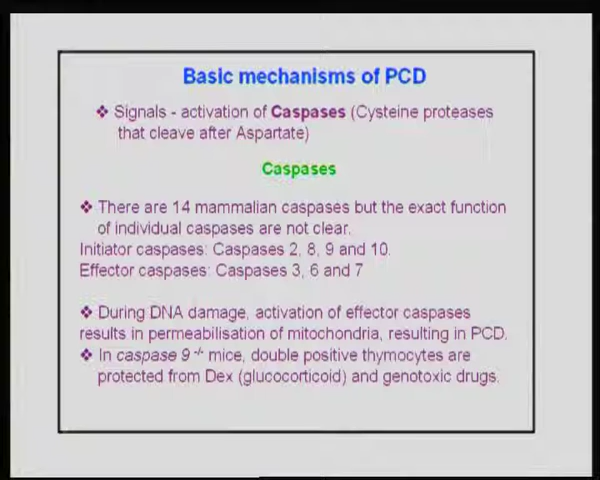 Basic mechanisms of PCD
❖ Signals - activation of Caspases (Cysteine proteases
that cleave after Aspartate)
Caspases
❖ There are 14 mammalian caspases but the exact function
of individual caspases are not clear.
Initiator caspases: Caspases 2, 8, 9 and 10.
Effector caspases: Caspases 3, 6 and 7
❖ During DNA damage, activation of effector caspases
results in permeabilisation of mitochondria, resulting in PCD.
❖ In caspase 9 -/- mice, double positive thymocytes are
protected from Dex (glucocorticoid) and genotoxic drugs.